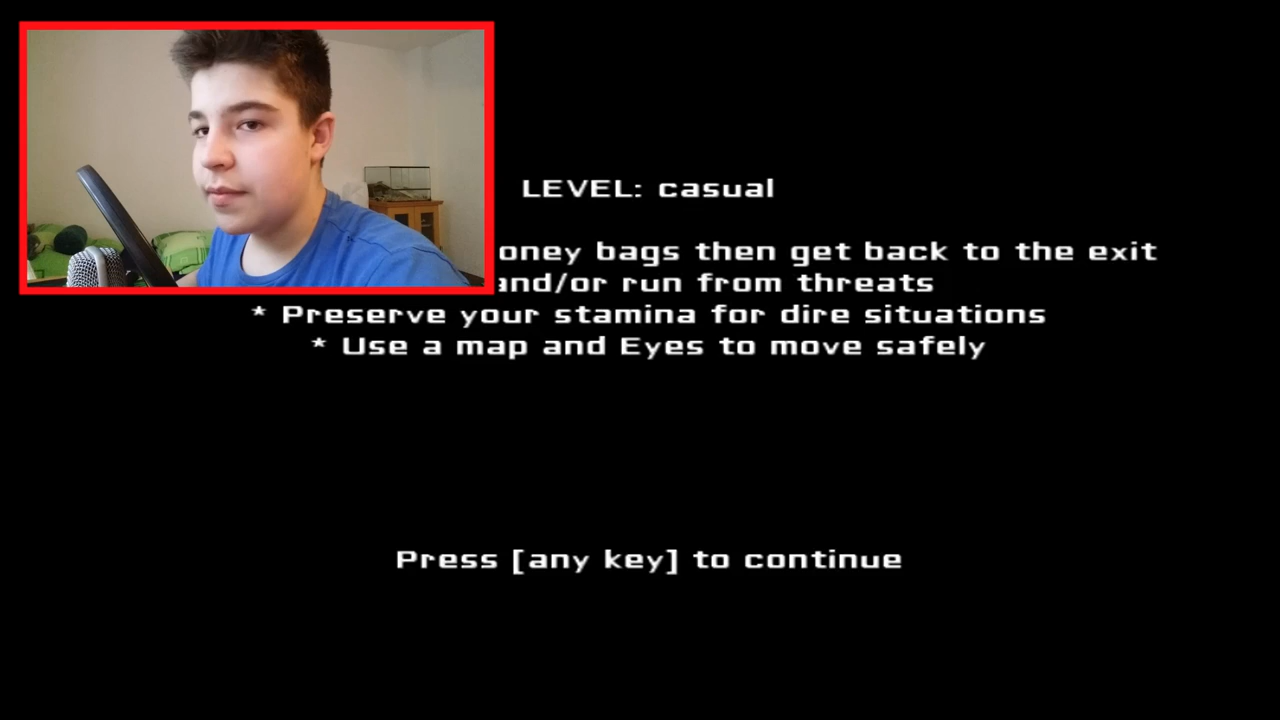 LEVEL: casual
bags then get back to the exit
and/or run from threats
* Preserve your stamina for dire situations
* Use a map and Eyes to move safely
Press [any key] to continue